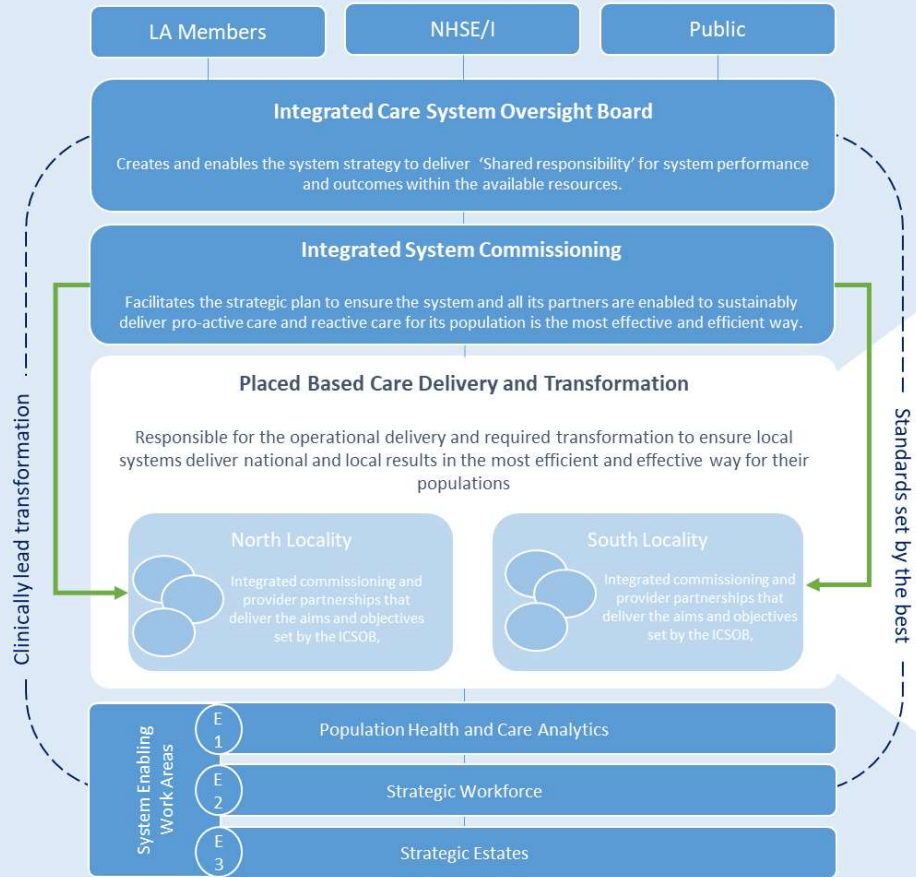 LA Members
NHSE/I
Public
Integrated Care System Oversight Board
Creates and enables the system strategy to deliver ‘Shared responsibility’ for system performance
and outcomes within the available resources.
Integrated System Commissioning
Facilitates the strategic plan to ensure the system and all its partners are enabled to sustainably
deliver pro-active care and reactive care for its population is the most effective and efficient way.
Placed Based Care Delivery and Transformation
Responsible for the operational delivery and required transformation to ensure local
systems deliver national and local results in the most efficient and effective way for their
populations
North Locality
Integrated commissioning and
provider partnerships that
deliver the aims and objectives
set by the ICSOB,
South Locality
Integrated commissioning and
provider partnerships that
deliver the aims and objectives
set by the ICSOB,
Clinically lead transformation
Standards set by the best
System Enabling
Work Areas
E
1
Population Health and Care Analytics
E
2
Strategic Workforce
E
3
Strategic Estates